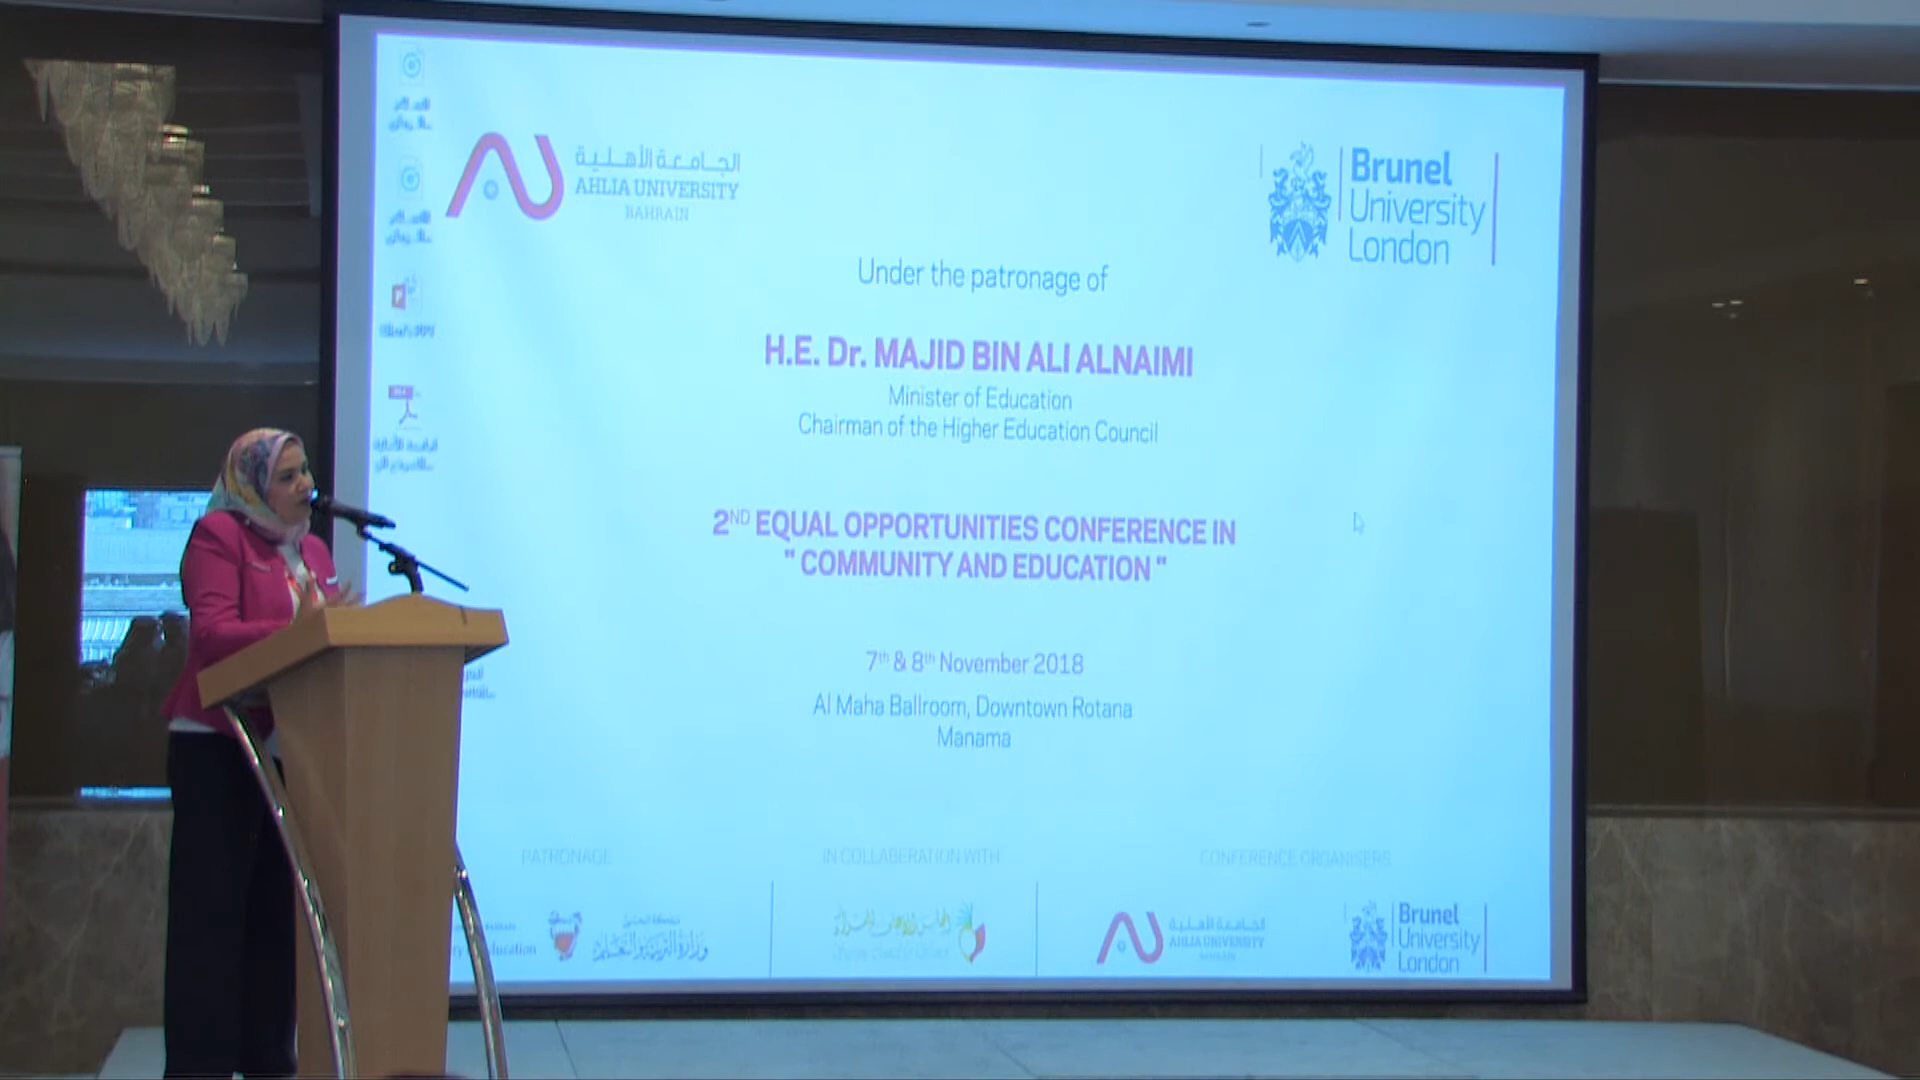 الجامعة الأهلية
AHLIA UNIVERSITY
BAHRAIN
Brunel
University
London
Under the patronage of
H.E. Dr. MAJID BIN ALI ALNAIMI
Minister of Education
Chairman of the Higher Education Council
2ND EQUAL OPPORTUNITIES CONFERENCE IN
" COMMUNITY AND EDUCATION "
7th & 8th November 2018
Al Maha Ballroom, Downtown Rotana
Manama
PATRONAGE
IN COLLABERATION WITH
CONFERENCE ORGANISERS
Education
وزارة التربية والتعليم
الجامعة الأهلية
AHLIA UNIVERSITY
BAHRAIN
Brunel
University
London